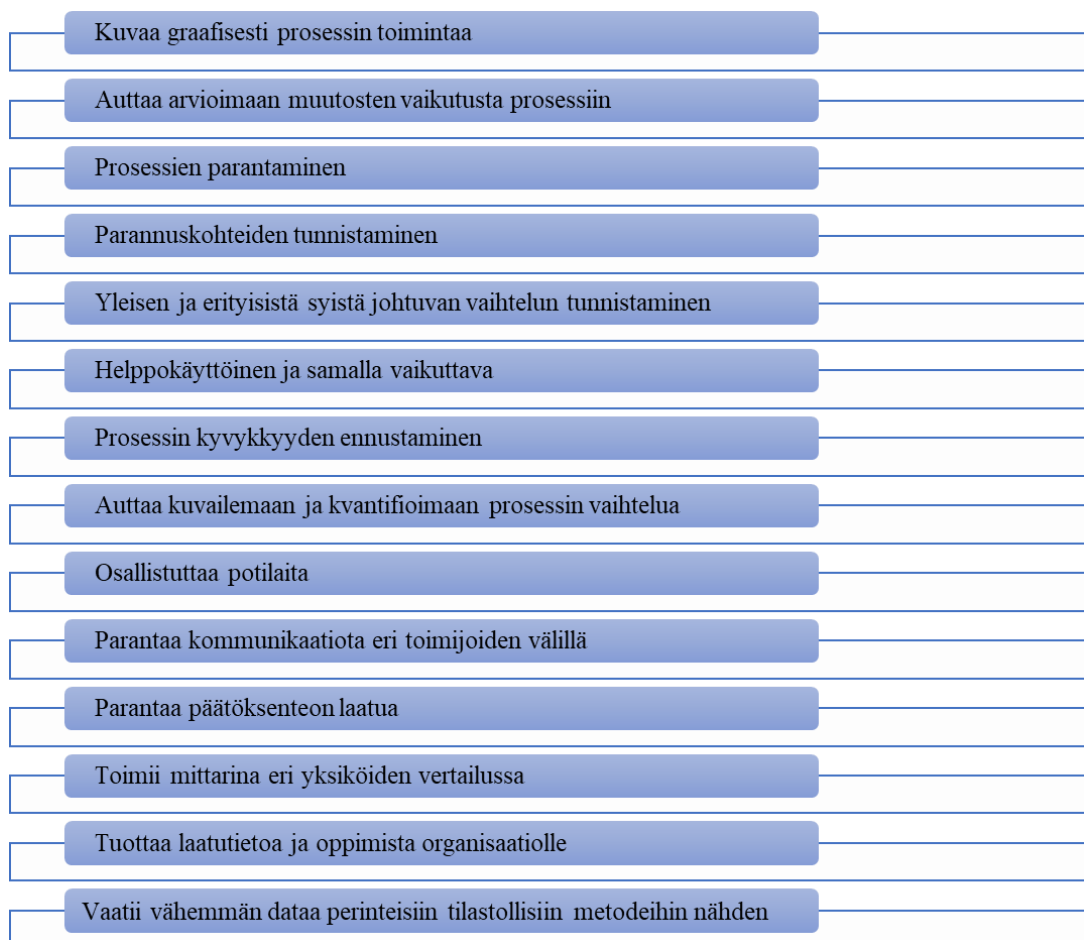 Kuvaa graafisesti prosessin toimintaa
Auttaa arvioimaan muutosten vaikutusta prosessiin
Prosessien parantaminen
Parannuskohteiden tunnistaminen
Yleisen ja erityisistä syistä johtuvan vaihtelun tunnistaminen
Helppokäyttöinen ja samalla vaikuttava
Prosessin kyvykkyyden ennustaminen
Auttaa kuvailemaan ja kvantifioimaan prosessin vaihtelua
Osallistuttaa potilaita
Parantaa kommunikaatiota eri toimijoiden välillä
Parantaa päätöksenteon laatua
Toimii mittarina eri yksiköiden vertailussa
Tuottaa laatutietoa ja oppimista organisaatiolle
Vaatii vähemmän dataa perinteisiin tilastollisiin metodeihin nähden